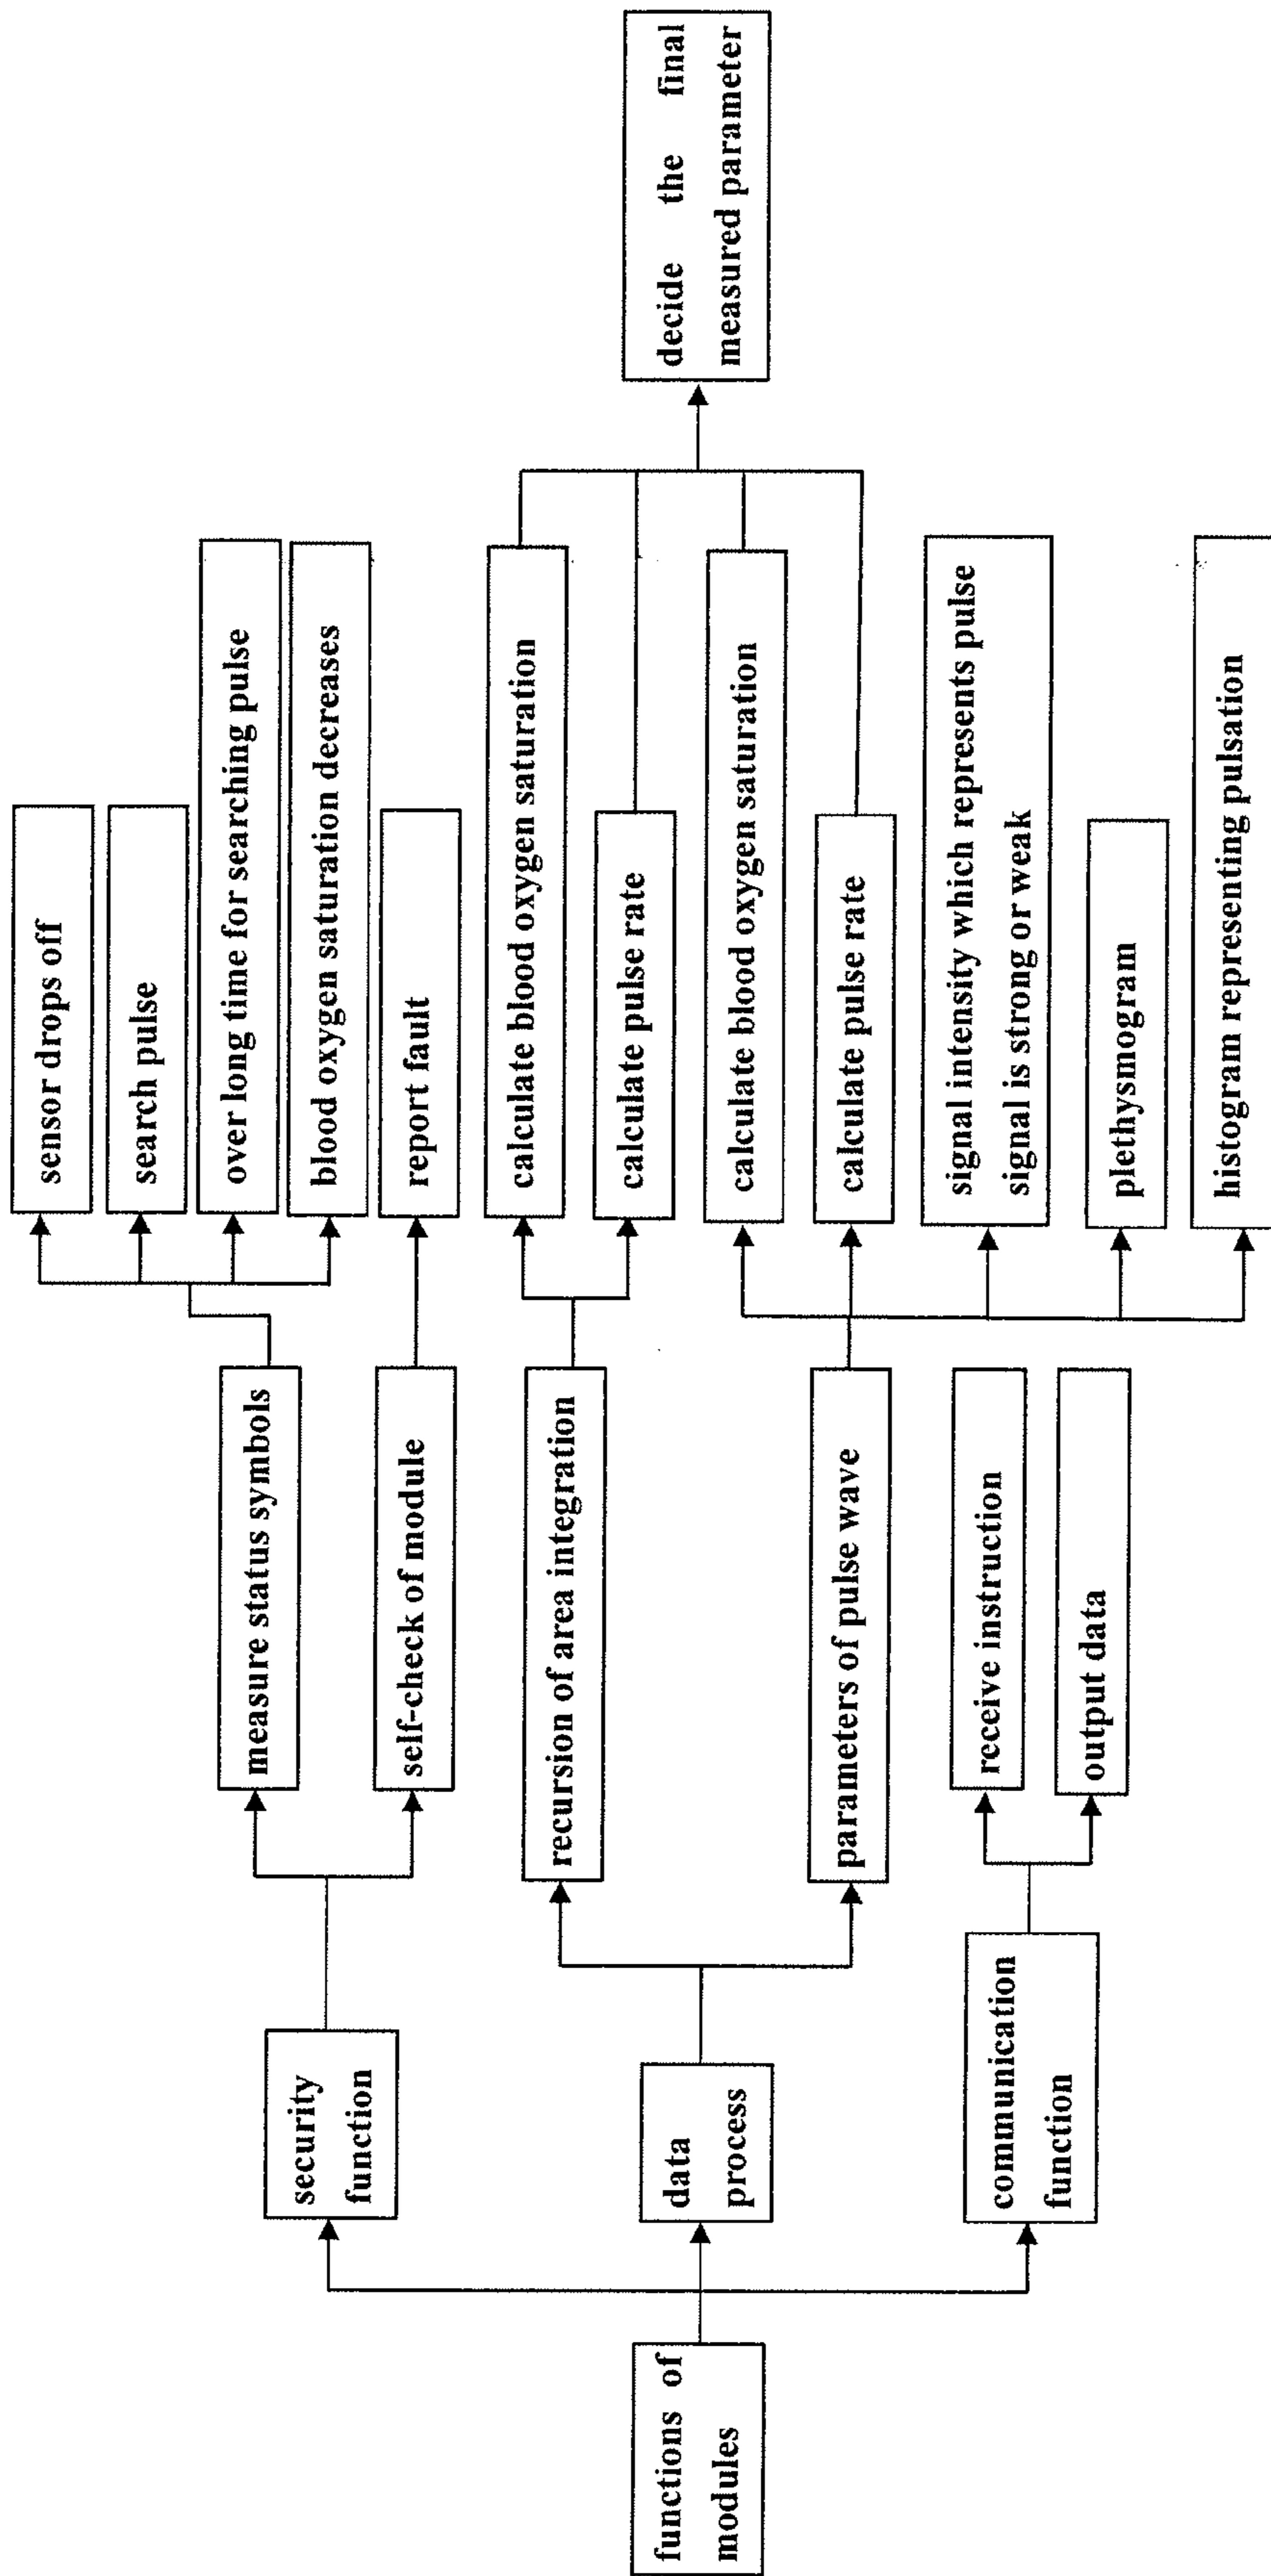 functions of
modules
security
function
data
process
communication
function
measure status symbols
self-check of module
recursion of area integration
parameters of pulse wave
receive instruction
output data
sensor drops off
search pulse
over long time for searching pulse
blood oxygen saturation decreases
report fault
calculate blood oxygen saturation
calculate pulse rate
calculate blood oxygen saturation
calculate pulse rate
signal intensity which represents pulse
signal is strong or weak
plethysmogram
histogram representing pulsation
decide the final
measured parameter